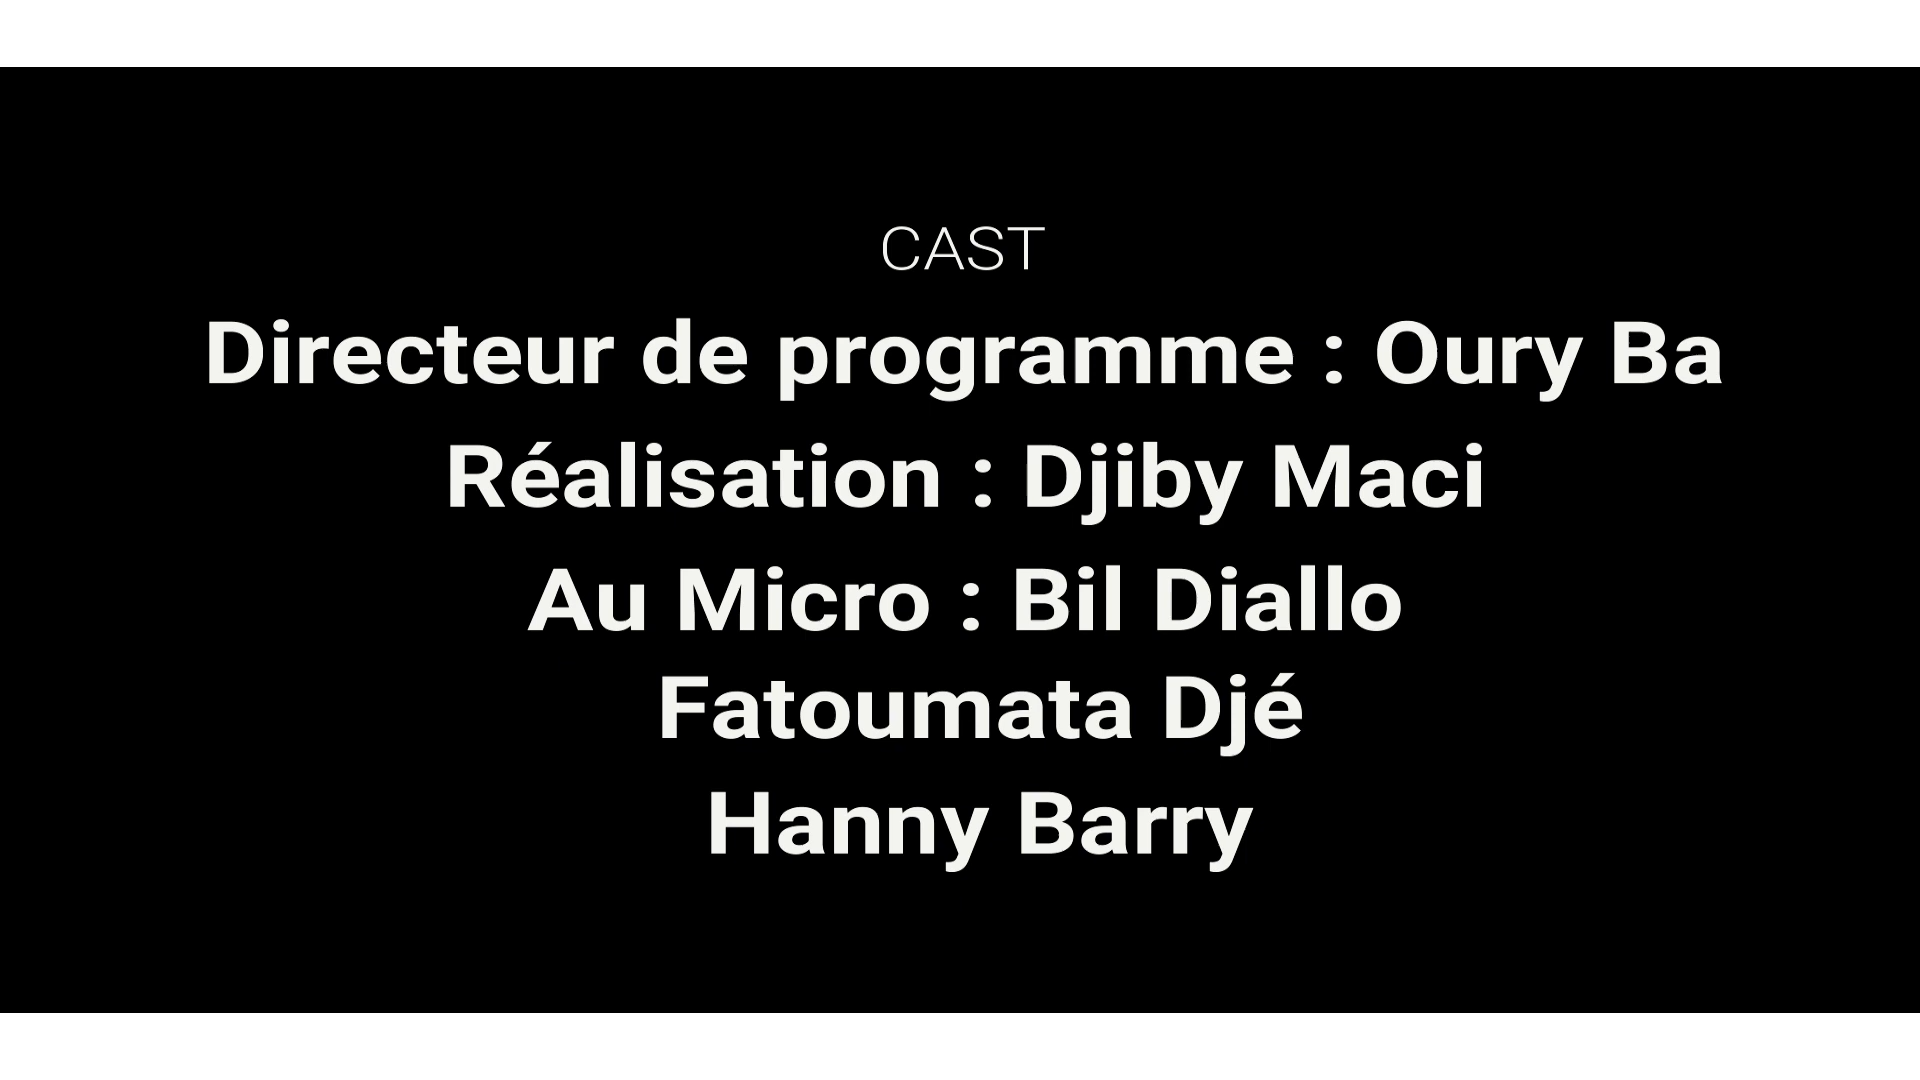 CAST
Directeur de programme : Oury Ba
Réalisation : Djiby Maci
Au Micro : Bil Diallo
Fatoumata Djé
Hanny Barry